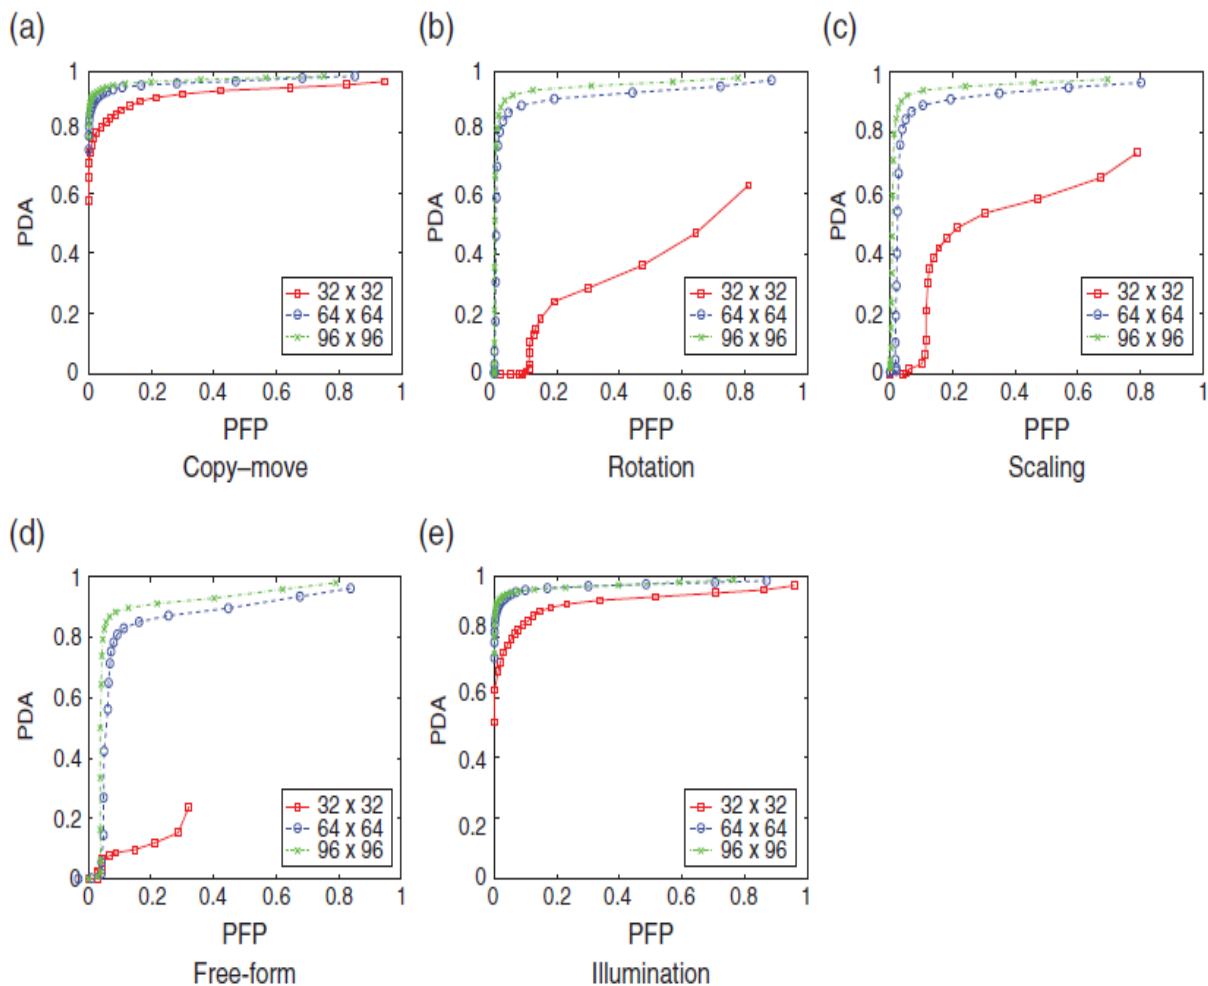 (a)
PDA
1
0.8
0.6
0.4
0.2
0
0 0.2 0.4 0.6 0.8 1
32 x 32
64 x 64
96 x 96
PFP
Copy–move
(b)
PDA
1
0.8
0.6
0.4
0.2
0
0 0.2 0.4 0.6 0.8 1
32 x 32
64 x 64
96 x 96
PFP
Rotation
(c)
PDA
1
0.8
0.6
0.4
0.2
0
0 0.2 0.4 0.6 0.8 1
32 x 32
64 x 64
96 x 96
PFP
Scaling
(d)
PDA
1
0.8
0.6
0.4
0.2
0
0 0.2 0.4 0.6 0.8 1
32 x 32
64 x 64
96 x 96
PFP
Free-form
(e)
PDA
1
0.8
0.6
0.4
0.2
0
0 0.2 0.4 0.6 0.8 1
32 x 32
64 x 64
96 x 96
PFP
Illumination